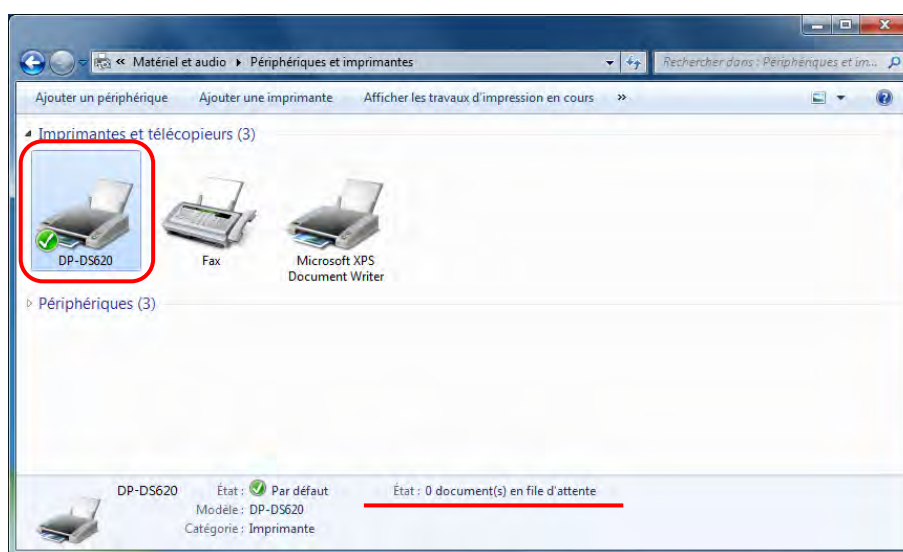 « Matériel et audio ▸ Périphériques et imprimantes
Rechercher dans : Périphériques et im...
Ajouter un périphérique Ajouter une imprimante Afficher les travaux d'impression en cours »
Imprimantes et télécopieurs (3)
DP-DS620 Fax Microsoft XPS
Document Writer
Périphériques (3)
DP-DS620 État : Par défaut État : 0 document(s) en file d'attente
Modèle : DP-DS620
Catégorie : Imprimante